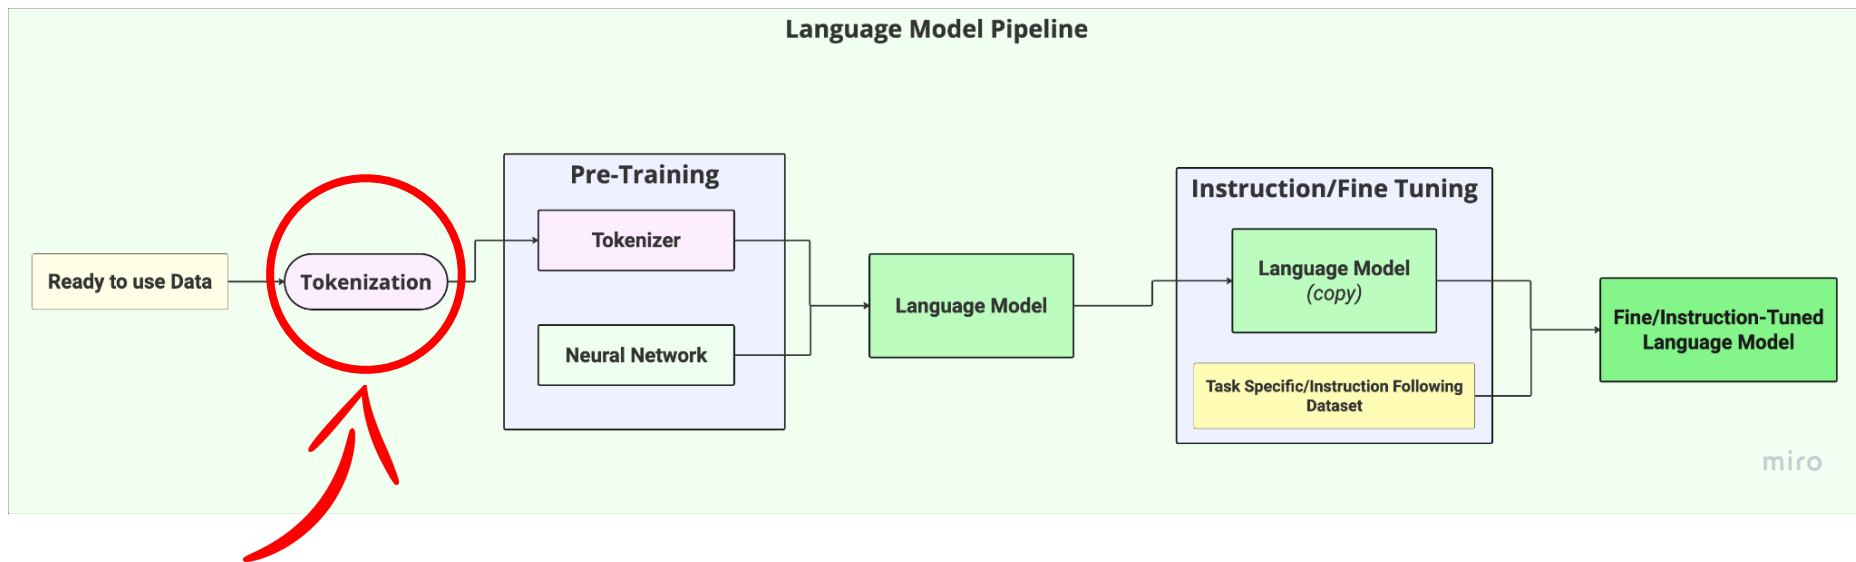 Language Model Pipeline
Ready to use Data
Tokenization
Pre-Training
Tokenizer
Neural Network
Language Model
Instruction/Fine Tuning
Language Model
(copy)
Task Specific/Instruction Following
Dataset
Fine/Instruction-Tuned
Language Model
miro